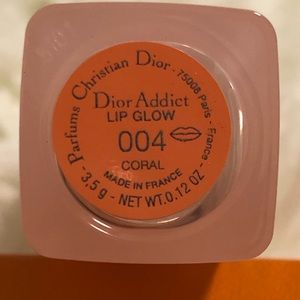 Parfums Christian Dior · 75008 Paris - France
Dior Addict
LIP GLOW
004
CORAL
MADE IN FRANCE
- 3,5 g - NET WT. 0.12 OZ -